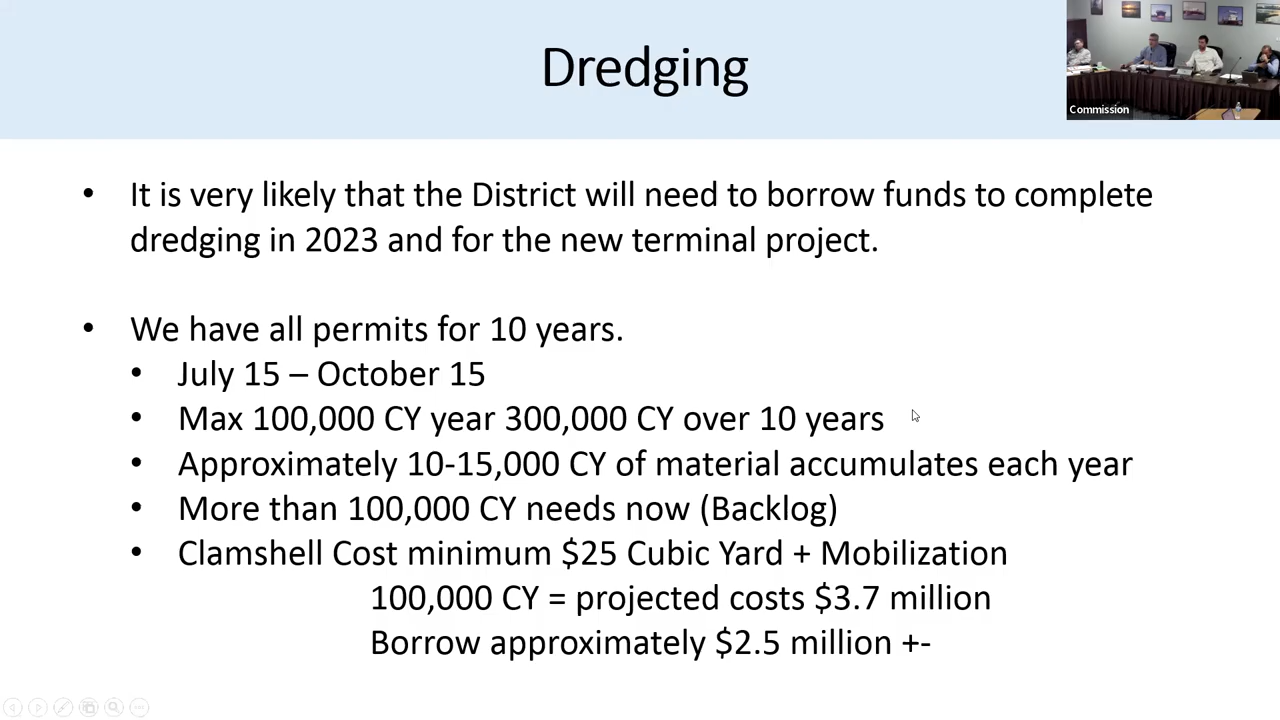 Dredging
Commission
• It is very likely that the District will need to borrow funds to complete
dredging in 2023 and for the new terminal project.
• We have all permits for 10 years.
• July 15 – October 15
• Max 100,000 CY year 300,000 CY over 10 years
• Approximately 10-15,000 CY of material accumulates each year
• More than 100,000 CY needs now (Backlog)
• Clamshell Cost minimum $25 Cubic Yard + Mobilization
100,000 CY = projected costs $3.7 million
Borrow approximately $2.5 million +-